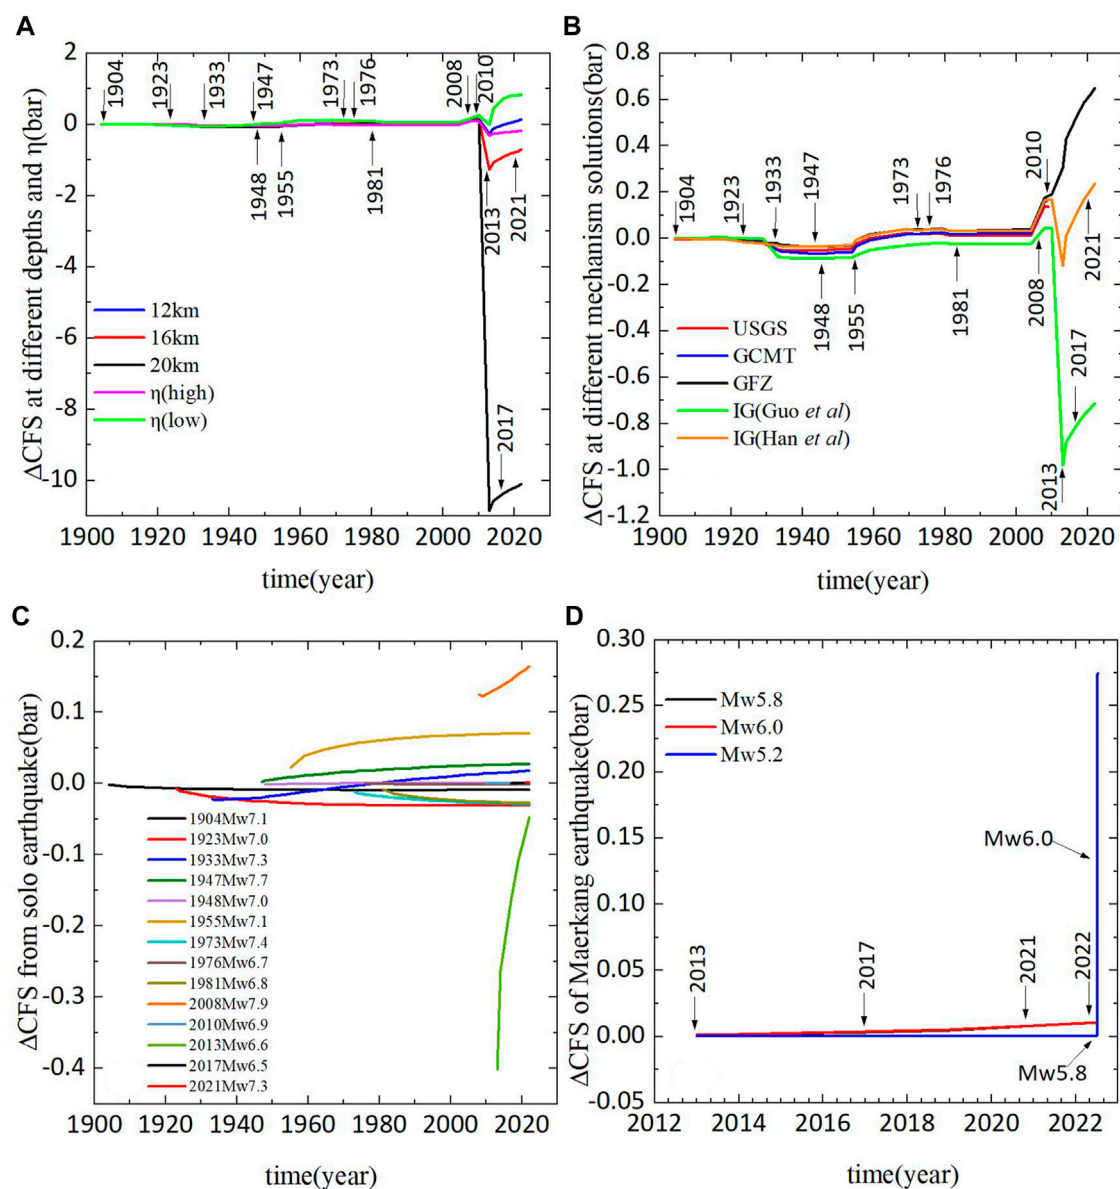 A
ΔCFS at different depths and η(bar)
2
0
-2
-4
-6
-8
-10
1904
1923
1933
1947
1973
1976
2008
2010
1948
1955
1981
2013
2021
2017
12km
16km
20km
η(high)
η(low)
1900 1920 1940 1960 1980 2000 2020
time(year)
B
ΔCFS at different mechanism solutions(bar)
0.8
0.6
0.4
0.2
0.0
-0.2
-0.4
-0.6
-0.8
-1.0
-1.2
1904
1923
1933
1947
1973
1976
2010
1948
1955
1981
2008
2021
2017
2013
USGS
GCMT
GFZ
IG(Guo et al)
IG(Han et al)
1900 1920 1940 1960 1980 2000 2020
time(year)
C
ΔCFS from solo earthquake(bar)
0.2
0.1
0.0
-0.1
-0.2
-0.3
-0.4
1904Mw7.1
1923Mw7.0
1933Mw7.3
1947Mw7.7
1948Mw7.0
1955Mw7.1
1973Mw7.4
1976Mw6.7
1981Mw6.8
2008Mw7.9
2010Mw6.9
2013Mw6.6
2017Mw6.5
2021Mw7.3
1900 1920 1940 1960 1980 2000 2020
time(year)
D
ΔCFS of Maerkang earthquake(bar)
0.30
0.25
0.20
0.15
0.10
0.05
0.00
-0.05
Mw5.8
Mw6.0
Mw5.2
Mw6.0
2013
2017
2021
2022
Mw5.8
2012 2014 2016 2018 2020 2022
time(year)